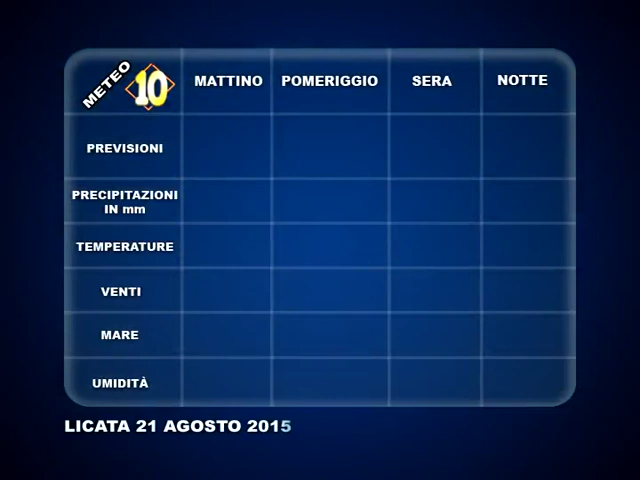 METEO 10
MATTINO POMERIGGIO SERA NOTTE
PREVISIONI
PRECIPITAZIONI
IN mm
TEMPERATURE
VENTI
MARE
UMIDITÀ
LICATA 21 AGOSTO 2015